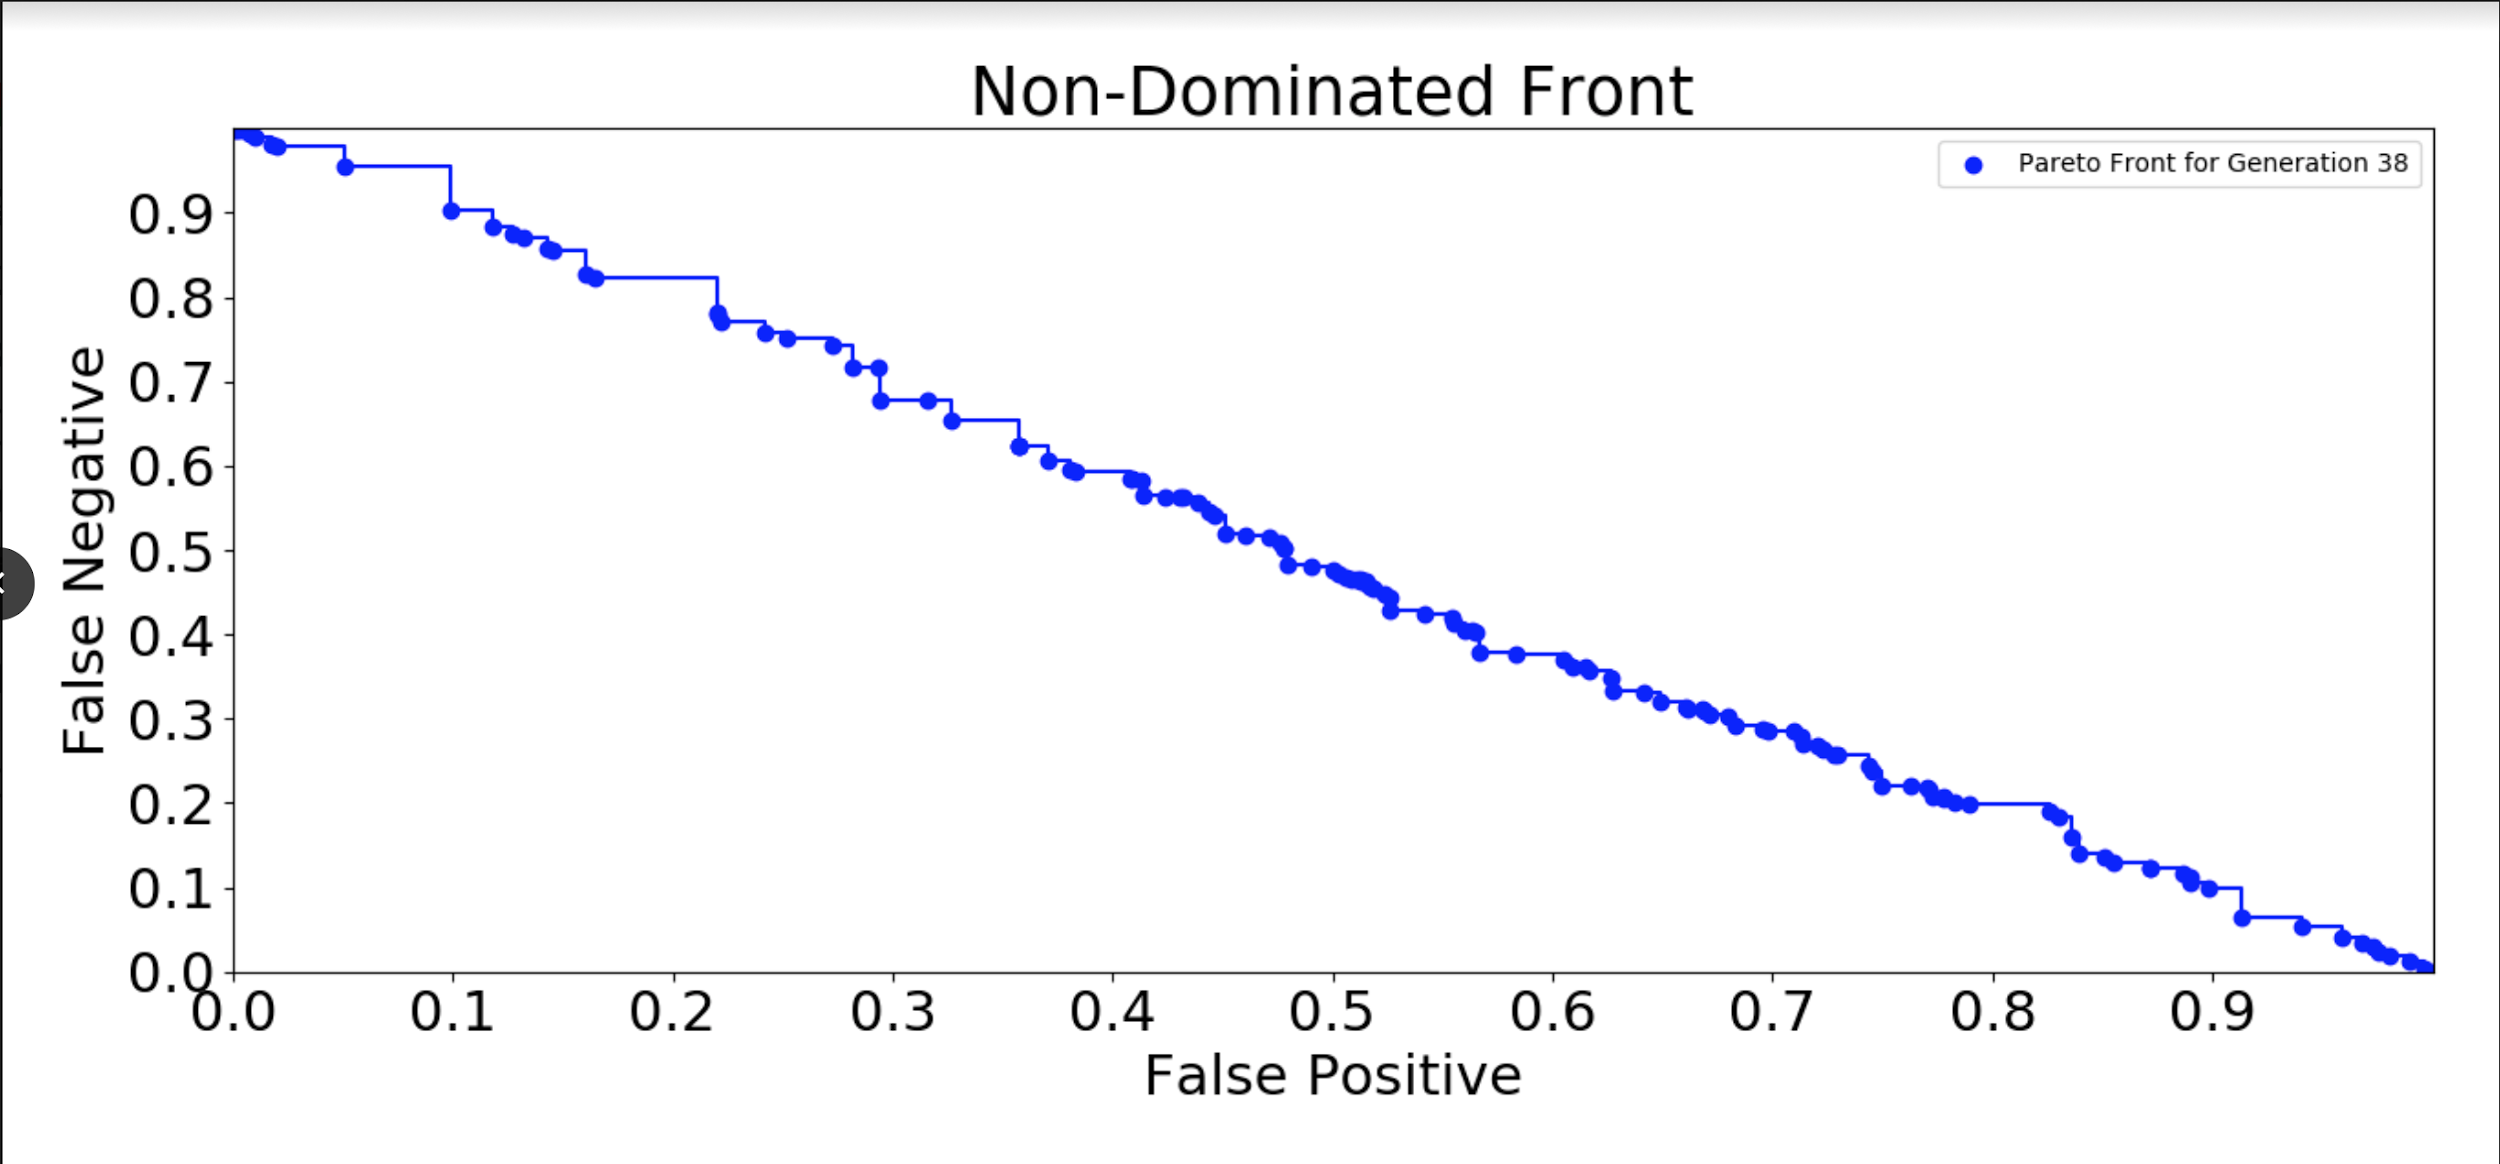 Non-Dominated Front
Pareto Front for Generation 38
False Negative
0.9
0.8
0.7
0.6
0.5
0.4
0.3
0.2
0.1
0.0
0.0 0.1 0.2 0.3 0.4 0.5 0.6 0.7 0.8 0.9
False Positive